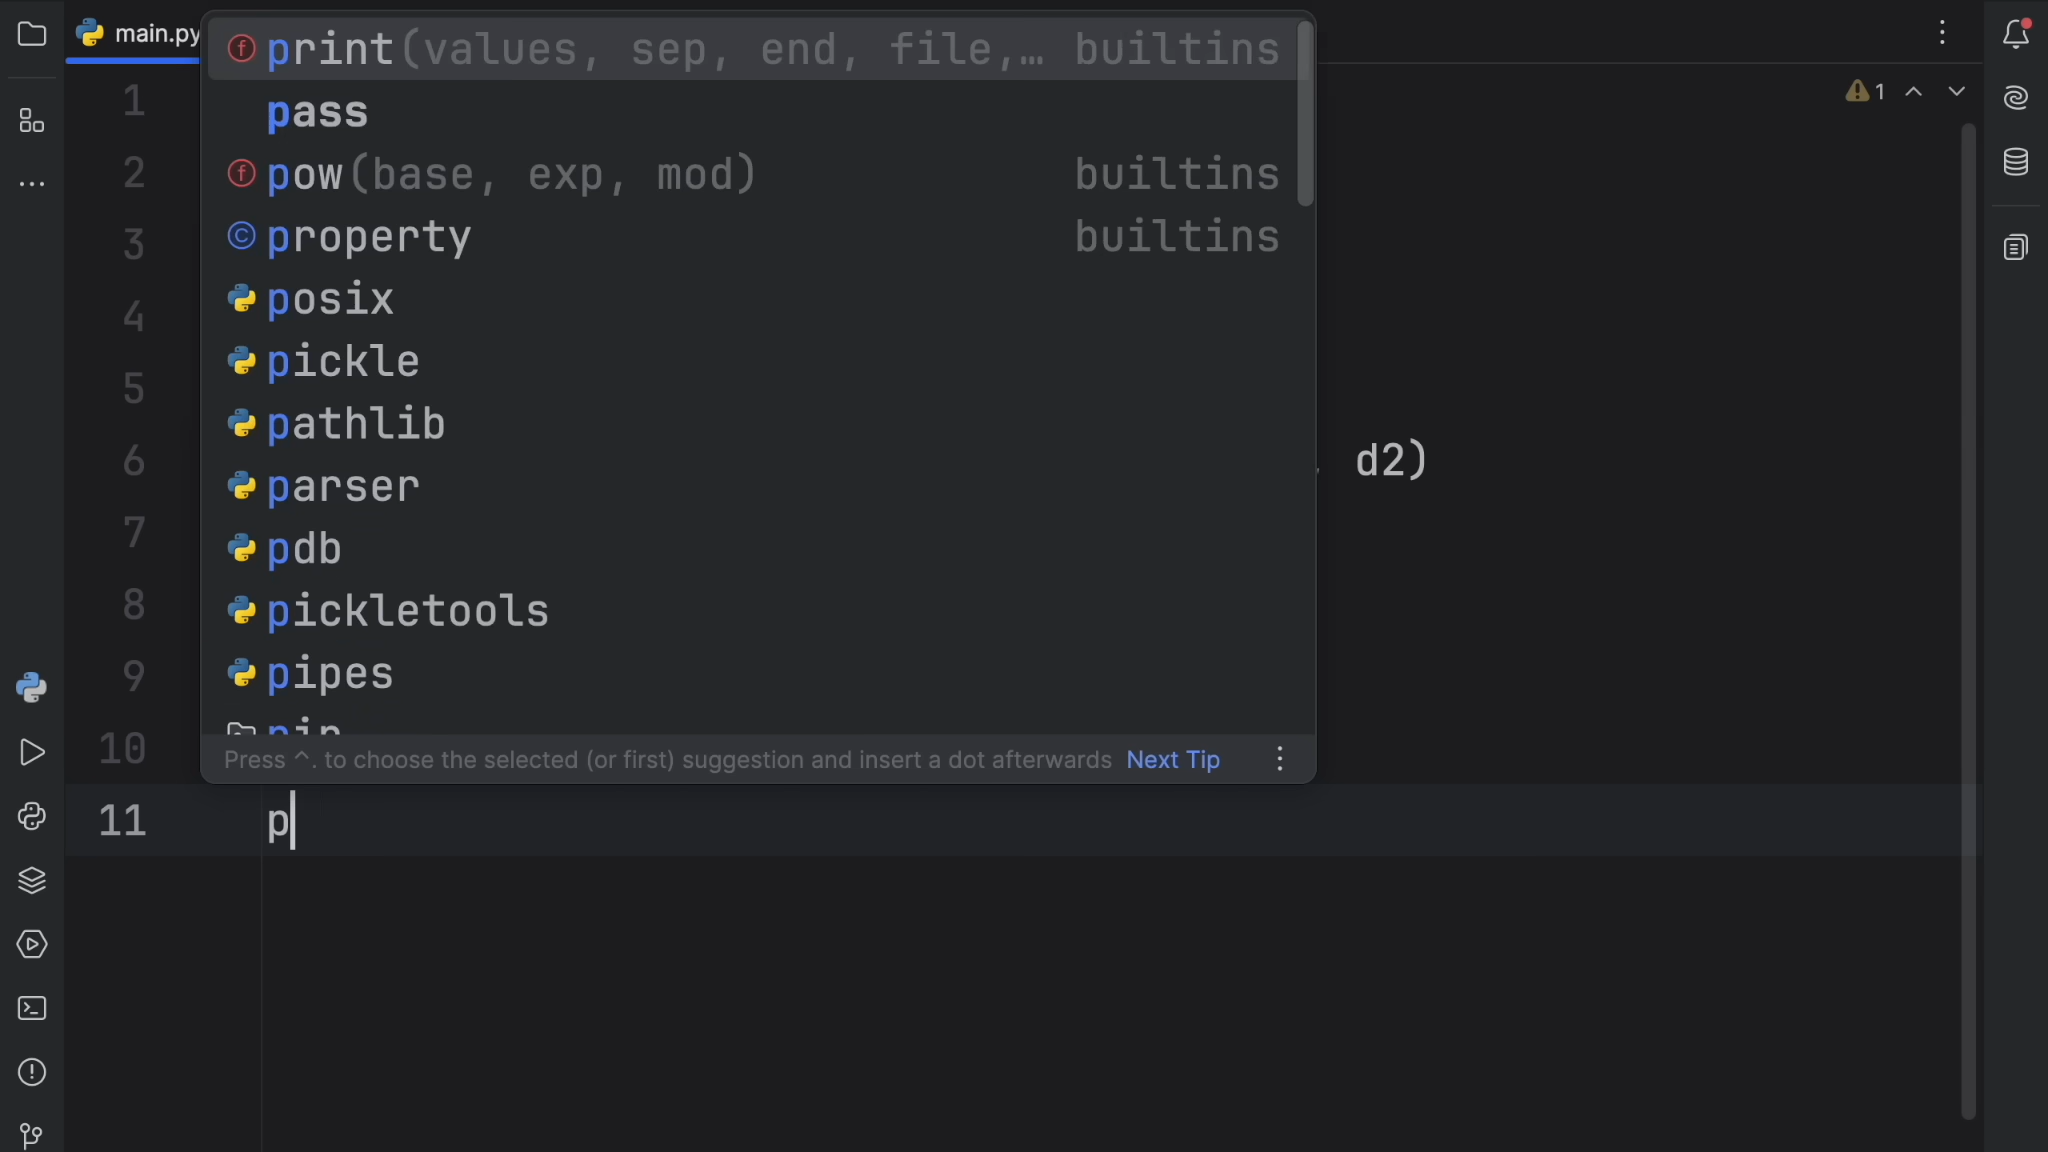 main.py
print(values, sep, end, file,… builtins
pass
pow(base, exp, mod) builtins
property builtins
posix
pickle
pathlib
parser
pdb
pickletools
pipes
pip
Press ^. to choose the selected (or first) suggestion and insert a dot afterwards Next Tip
1
1
2
3
4
5
6 , d2)
7
8
9
10
11 p